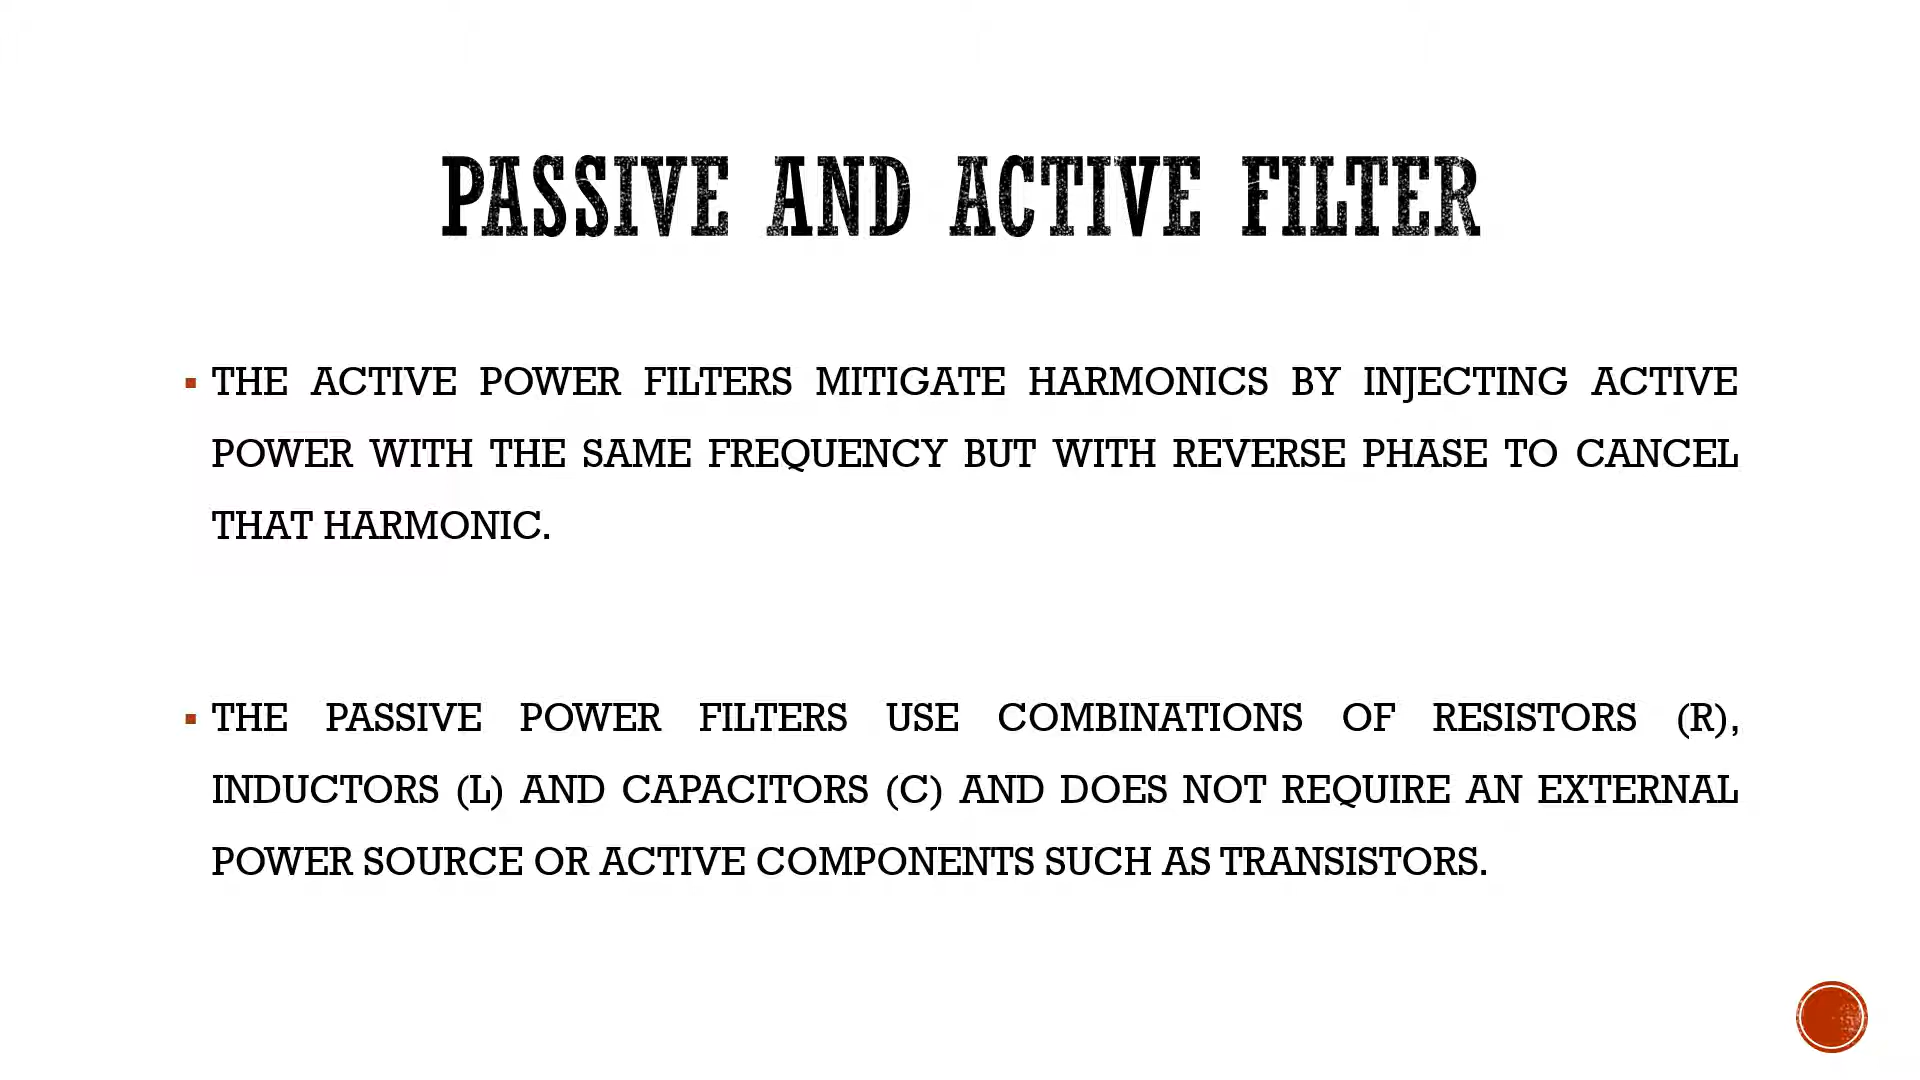 PASSIVE AND ACTIVE FILTER
▪ THE ACTIVE POWER FILTERS MITIGATE HARMONICS BY INJECTING ACTIVE
POWER WITH THE SAME FREQUENCY BUT WITH REVERSE PHASE TO CANCEL
THAT HARMONIC.
▪ THE PASSIVE POWER FILTERS USE COMBINATIONS OF RESISTORS (R),
INDUCTORS (L) AND CAPACITORS (C) AND DOES NOT REQUIRE AN EXTERNAL
POWER SOURCE OR ACTIVE COMPONENTS SUCH AS TRANSISTORS.